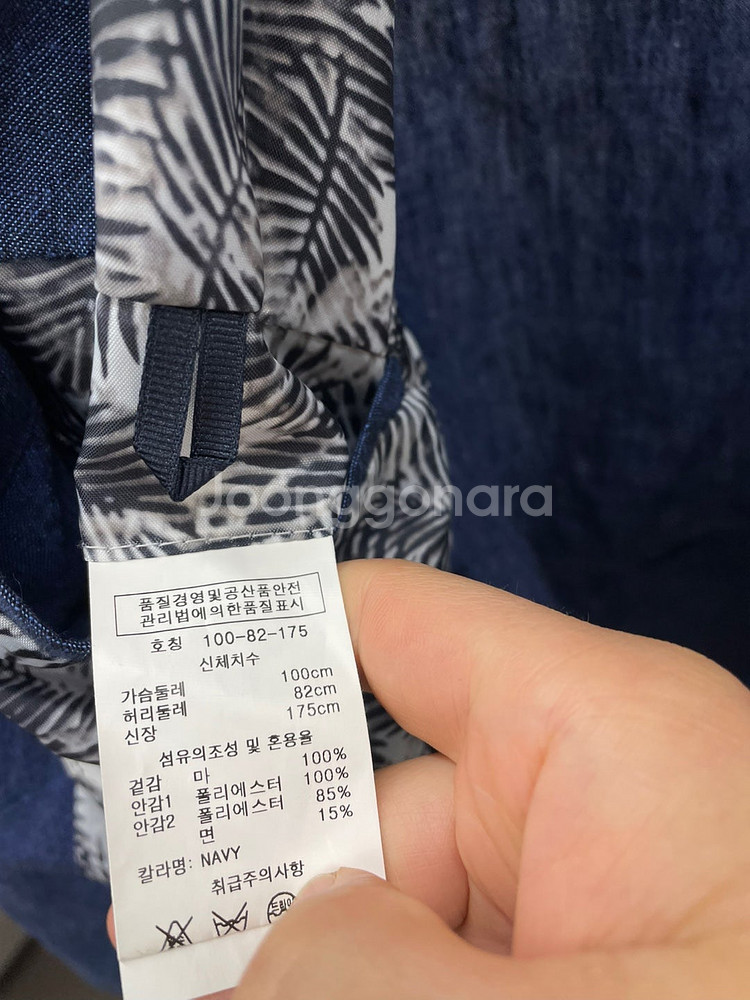 Joonggonara
품질경영및공산품안전
관리법에의한품질표시
호칭 100-82-175
신체치수
가슴둘레 100cm
허리둘레 82cm
신장 175cm
섬유의조성 및 혼용율
겉감 마 100%
안감1 폴리에스터 100%
안감2 폴리에스터 85%
면 15%
칼라명: NAVY
취급주의사항